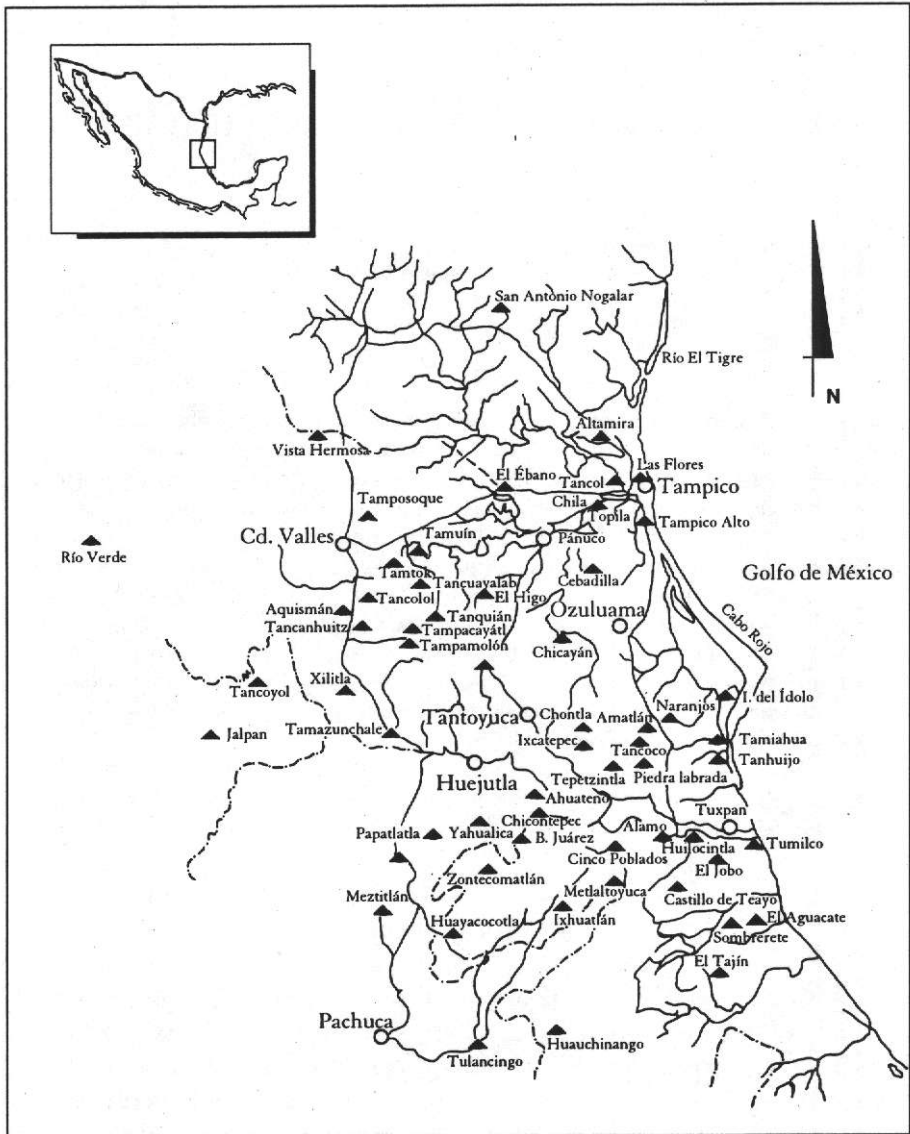 San Antonio Nogalar
Río El Tigre
N
Altamira
Vista Hermosa
Las Flores
El Ébano
Tancol
Tampico
Tamposoque
Chila
Topila
Tampico Alto
Cd. Valles
Tamuín
Pánuco
Río Verde
Tamtok
Cebadilla
Golfo de México
Tancuayalab
Tancolol
El Higo
Aquismán
Tanquián
Ozuluama
Cabo Rojo
Tancanhuitz
Tampacayátl
Tampamolón
Chicayán
Xilitla
Tancoyol
I. del Ídolo
Naranjos
Tantoyuca
Chontla
Amatlán
Jalpan
Tamazunchale
Ixcatepec
Tancoco
Tamiahua
Tanhuijo
Huejutla
Tepetzintla
Piedra labrada
Ahuateno
Tuxpan
Chicontepec
Papatlatla
Yahualica
B. Juárez
Alamo
Huilocintla
Tumilco
Cinco Poblados
El Jobo
Zontecomatlán
Metlaltoyuca
Castillo de Teayo
Meztitlán
Ixhuatlán
El Aguacate
Huayacocotla
Sombrerete
El Tajín
Pachuca
Huauchinango
Tulancingo